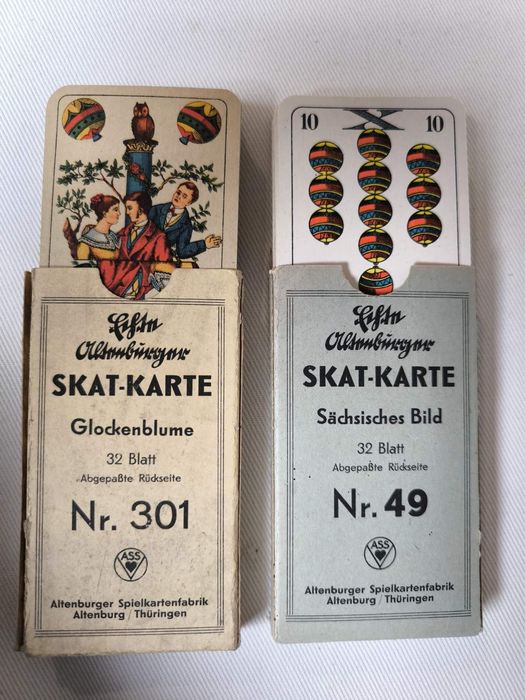 Echte
Altenburger
SKAT-KARTE
Glockenblume
32 Blatt
Abgepaßte Rückseite
Nr. 301
ASS
Altenburger Spielkartenfabrik
Altenburg / Thüringen
10 X 10
Echte
Altenburger
SKAT-KARTE
Sächsisches Bild
32 Blatt
Abgepaßte Rückseite
Nr. 49
ASS
Altenburger Spielkartenfabrik
Altenburg / Thüringen